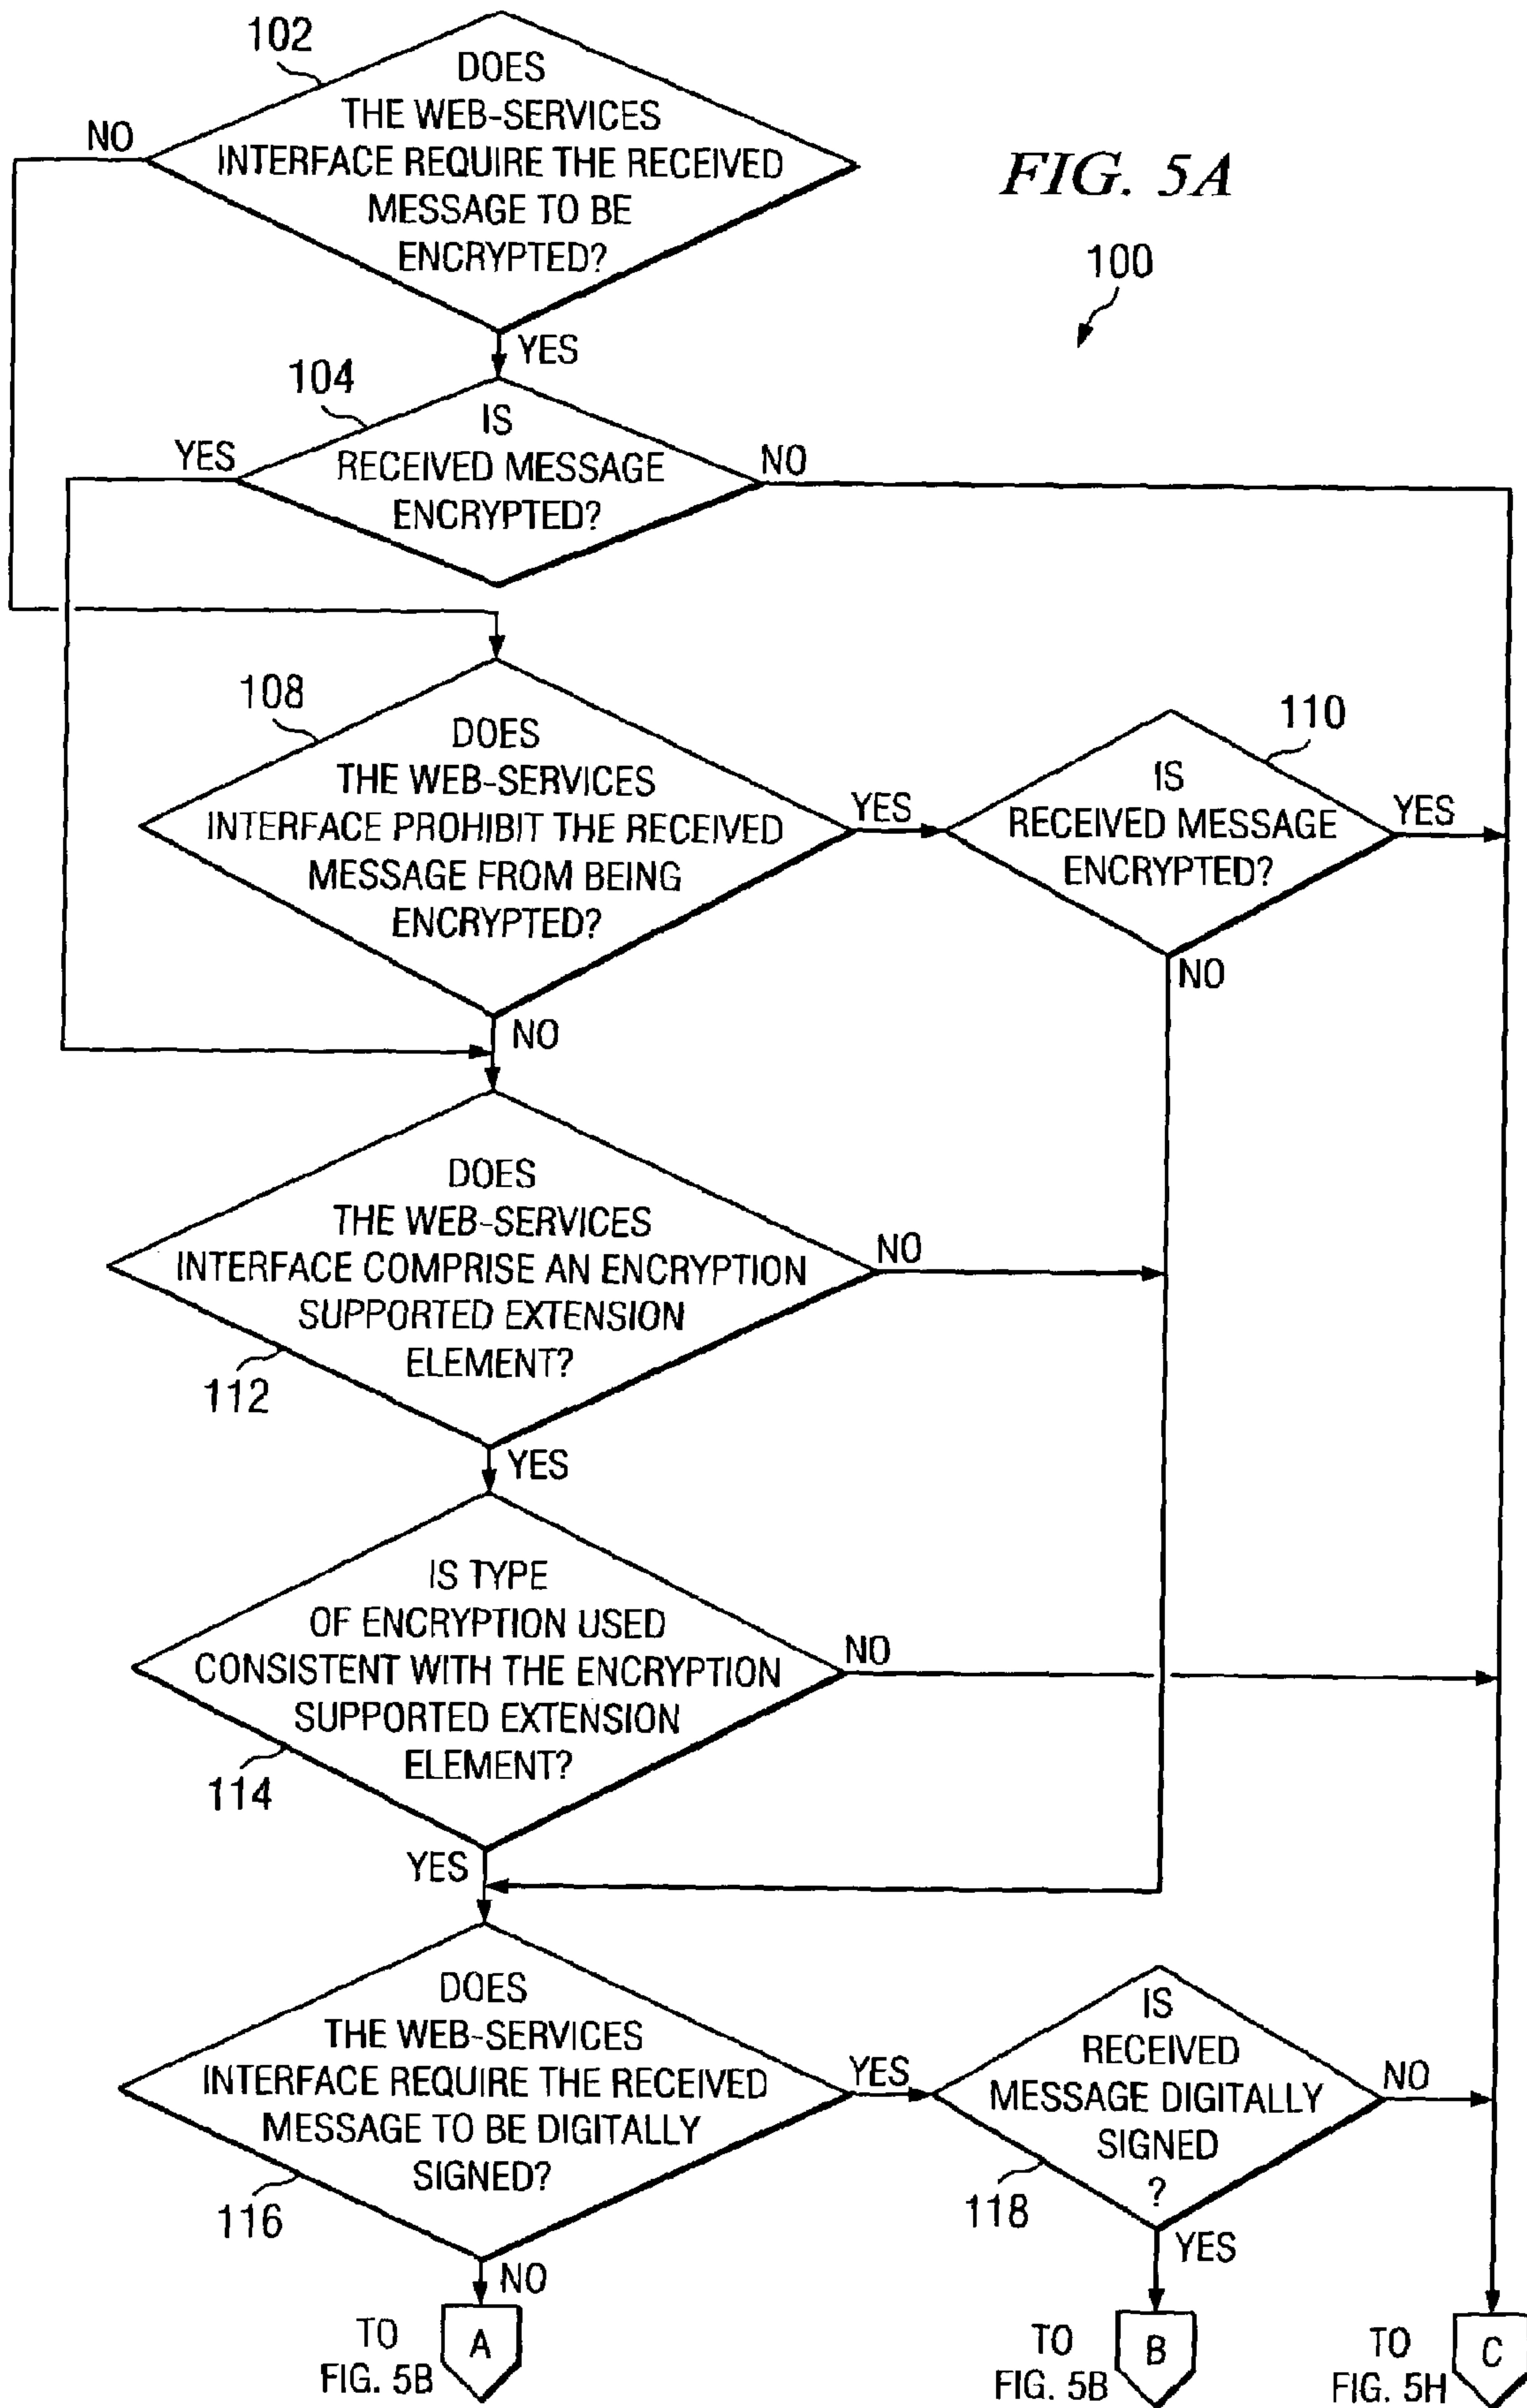 102
DOES
THE WEB-SERVICES
INTERFACE REQUIRE THE RECEIVED
MESSAGE TO BE
ENCRYPTED?
NO
YES
FIG. 5A
100
104
IS
RECEIVED MESSAGE
ENCRYPTED?
YES
NO
108
DOES
THE WEB-SERVICES
INTERFACE PROHIBIT THE RECEIVED
MESSAGE FROM BEING
ENCRYPTED?
YES
NO
110
IS
RECEIVED MESSAGE
ENCRYPTED?
YES
NO
DOES
THE WEB-SERVICES
INTERFACE COMPRISE AN ENCRYPTION
SUPPORTED EXTENSION
ELEMENT?
112
NO
YES
IS TYPE
OF ENCRYPTION USED
CONSISTENT WITH THE ENCRYPTION
SUPPORTED EXTENSION
ELEMENT?
114
NO
YES
DOES
THE WEB-SERVICES
INTERFACE REQUIRE THE RECEIVED
MESSAGE TO BE DIGITALLY
SIGNED?
116
YES
NO
IS
RECEIVED
MESSAGE DIGITALLY
SIGNED
?
118
NO
YES
TO
FIG. 5B
A
TO
FIG. 5B
B
TO
FIG. 5H
C